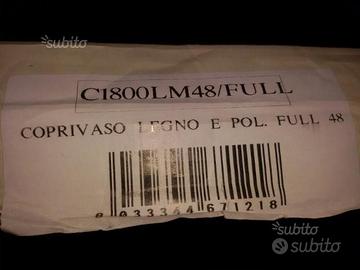 subito
C1800LM48/FULL
COPRIVASO LEGNO E POL. FULL 48
8 033344 671218
subito
subito